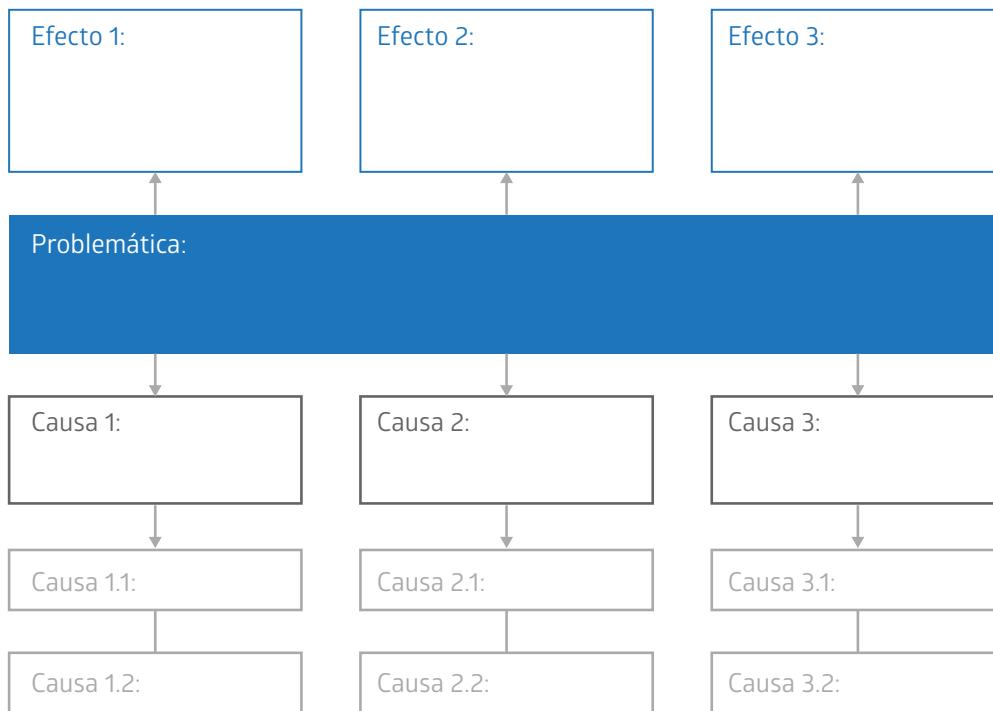 Efecto 1:
Efecto 2:
Efecto 3:
Problemática:
Causa 1:
Causa 2:
Causa 3:
Causa 1.1:
Causa 2.1:
Causa 3.1:
Causa 1.2:
Causa 2.2:
Causa 3.2: